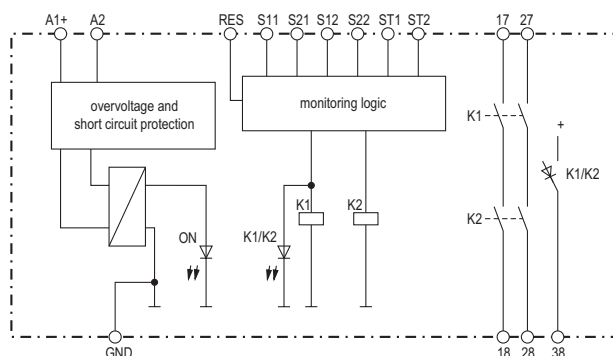 A1+ A2 RES S11 S21 S12 S22 ST1 ST2 17 27
overvoltage and
short circuit protection
monitoring logic
K1
+
K1/K2
K1 K2
K2
ON K1/K2
GND 18 28 38